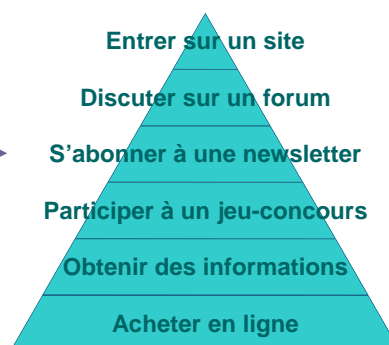 Entrer sur un site
Discuter sur un forum
S’abonner à une newsletter
Participer à un jeu-concours
Obtenir des informations
Acheter en ligne